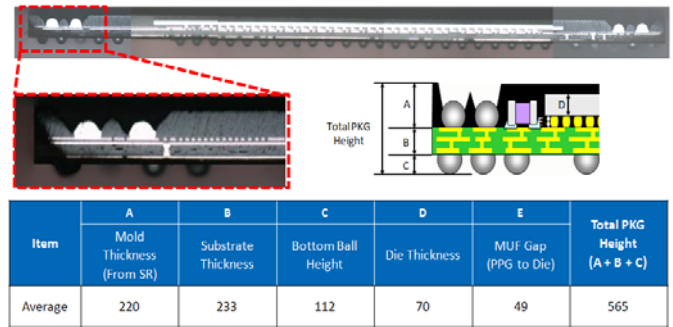 A
D
E
Total PKG
Height
B
C
Item
A
B
C
D
E
Total PKG
Height
(A + B + C)
Mold
Thickness
(From SR)
Substrate
Thickness
Bottom Ball
Height
Die Thickness
MUF Gap
(PPG to Die)
Average
220
233
112
70
49
565